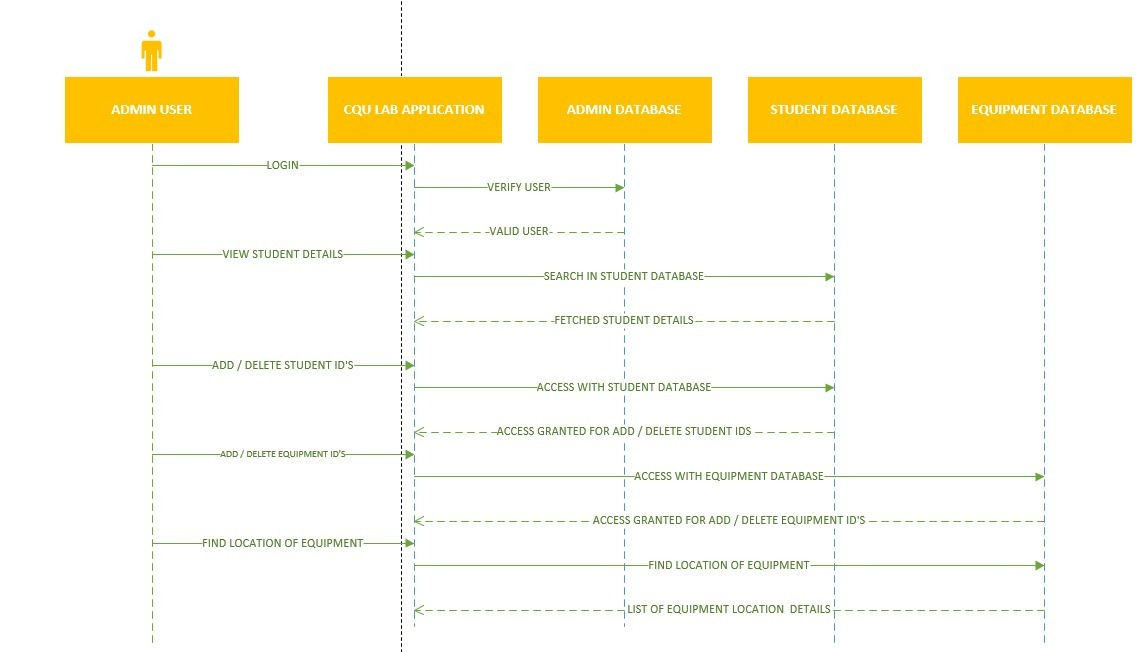 ADMIN USER
CQU LAB APPLICATION
ADMIN DATABASE
STUDENT DATABASE
EQUIPMENT DATABASE
LOGIN
VERIFY USER
VALID USER
VIEW STUDENT DETAILS
SEARCH IN STUDENT DATABASE
FETCHED STUDENT DETAILS
ADD / DELETE STUDENT ID'S
ACCESS WITH STUDENT DATABASE
ACCESS GRANTED FOR ADD / DELETE STUDENT IDS
ADD / DELETE EQUIPMENT ID'S
ACCESS WITH EQUIPMENT DATABASE
ACCESS GRANTED FOR ADD / DELETE EQUIPMENT ID'S
FIND LOCATION OF EQUIPMENT
FIND LOCATION OF EQUIPMENT
LIST OF EQUIPMENT LOCATION DETAILS